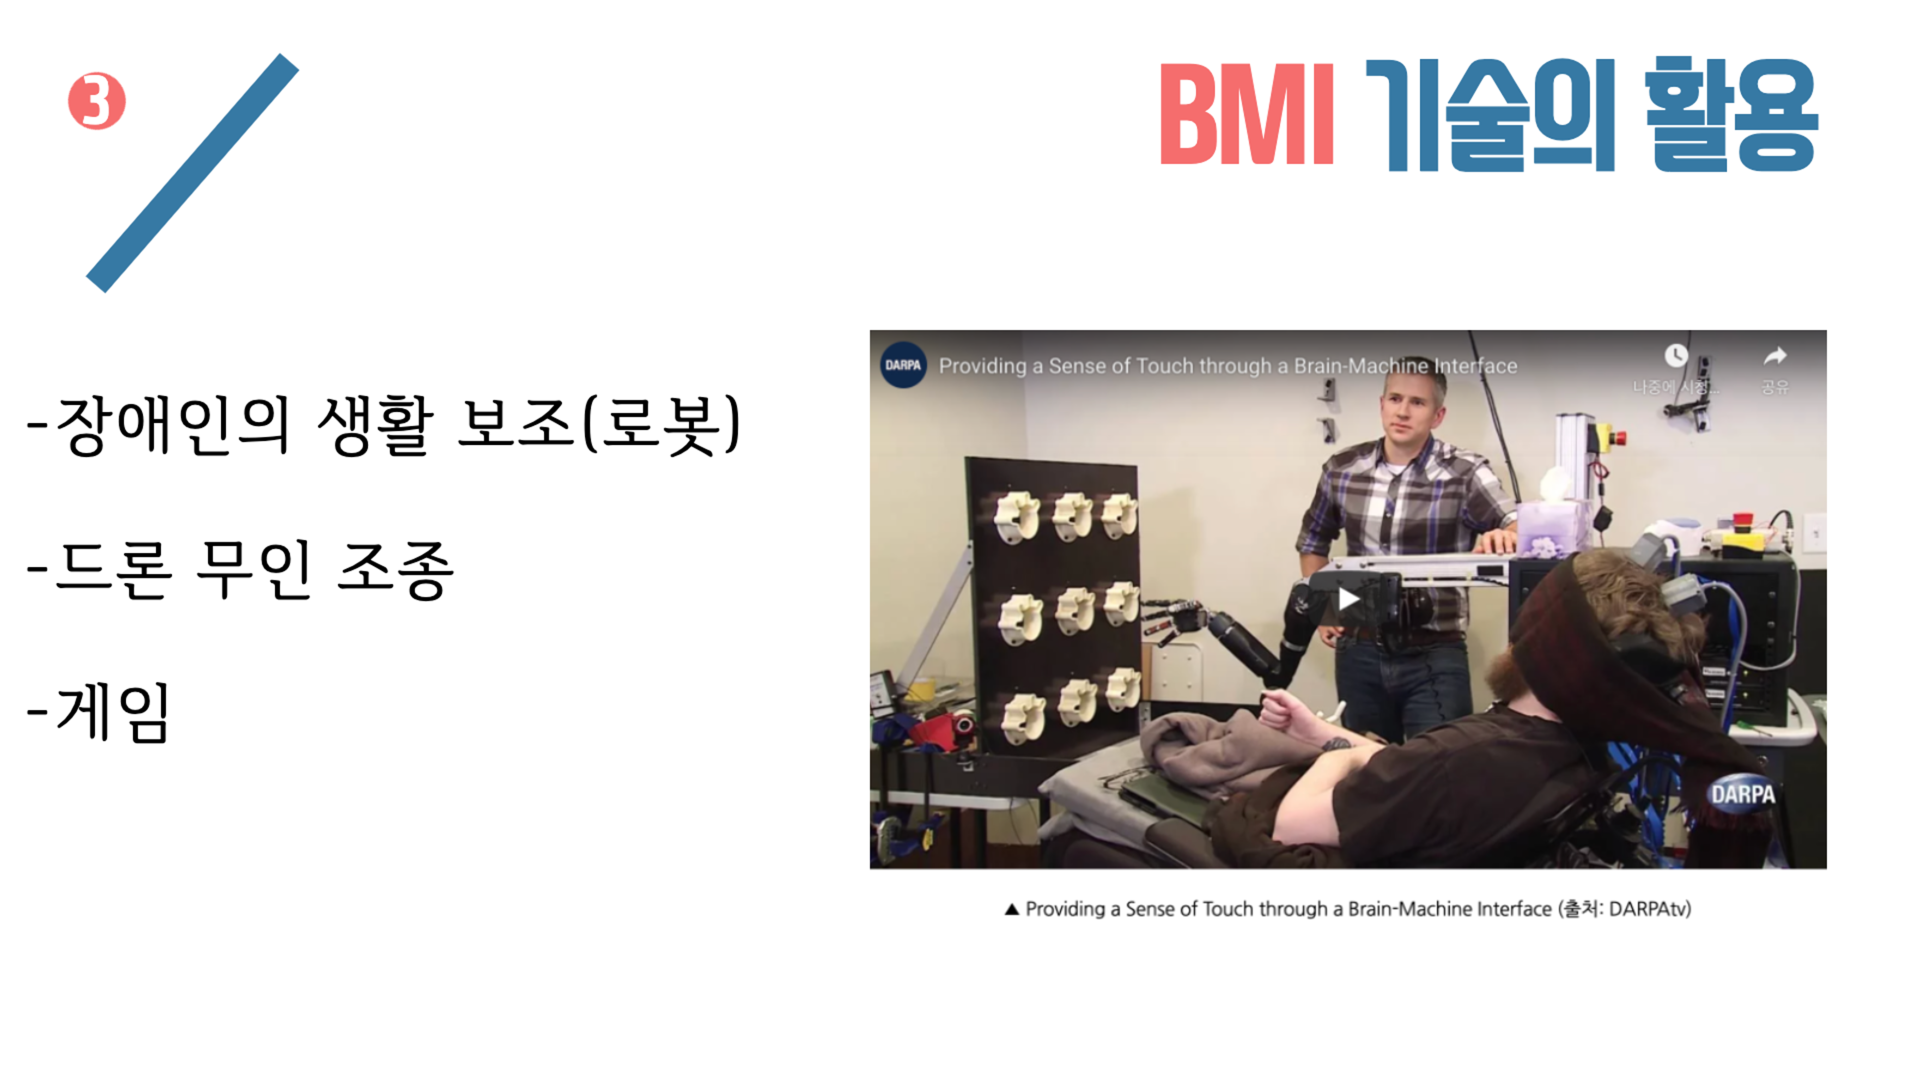 3
BMI 기술의 활용
-장애인의 생활 보조(로봇)
-드론 무인 조종
-게임
DARPA
Providing a Sense of Touch through a Brain-Machine Interface
나중에 시청...
공유
DARPA
▲ Providing a Sense of Touch through a Brain-Machine Interface (출처: DARPAtv)